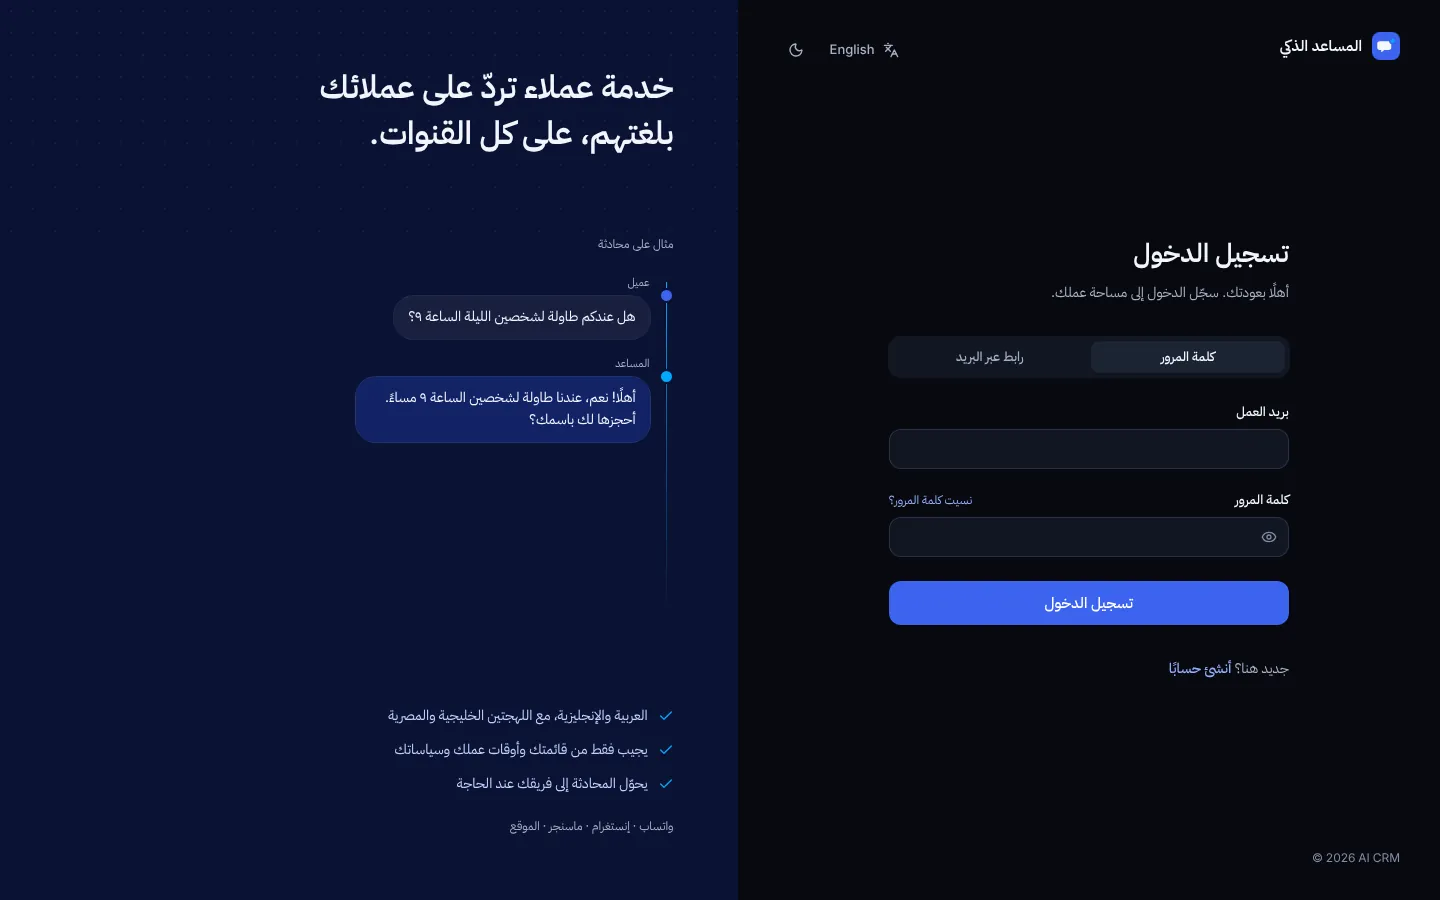 المساعد الذكي
English
تسجيل الدخول
أهلًا بعودتك. سجّل الدخول إلى مساحة عملك.
كلمة المرور
رابط عبر البريد
بريد العمل
كلمة المرور
نسيت كلمة المرور؟
تسجيل الدخول
جديد هنا؟ أنشئ حسابًا
© 2026 AI CRM
خدمة عملاء تردّ على عملائك
بلغتهم، على كل القنوات.
مثال على محادثة
عميل
هل عندكم طاولة لشخصين الليلة الساعة ٩؟
المساعد
أهلًا! نعم، عندنا طاولة لشخصين الساعة ٩ مساءً.
أحجزها لك باسمك؟
العربية والإنجليزية، مع اللهجتين الخليجية والمصرية
يجيب فقط من قائمتك وأوقات عملك وسياساتك
يحوّل المحادثة إلى فريقك عند الحاجة
واتساب · إنستغرام · ماسنجر · الموقع